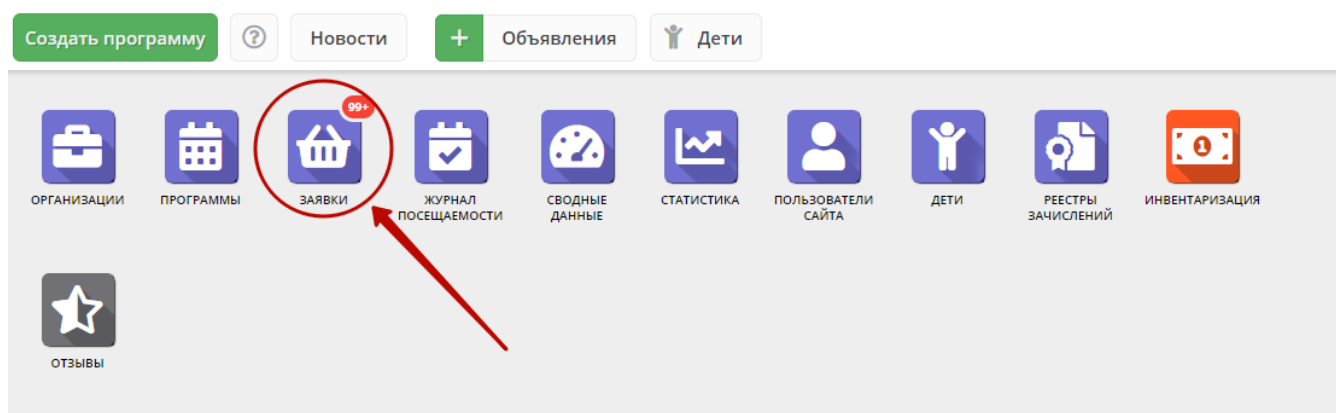 Создать программу
?
Новости
+
Объявления
Дети
99+
ОРГАНИЗАЦИИ
ПРОГРАММЫ
ЗАЯВКИ
ЖУРНАЛ
ПОСЕЩАЕМОСТИ
СВОДНЫЕ
ДАННЫЕ
СТАТИСТИКА
ПОЛЬЗОВАТЕЛИ
САЙТА
ДЕТИ
РЕЕСТРЫ
ЗАЧИСЛЕНИЙ
1
ИНВЕНТАРИЗАЦИЯ
ОТЗЫВЫ